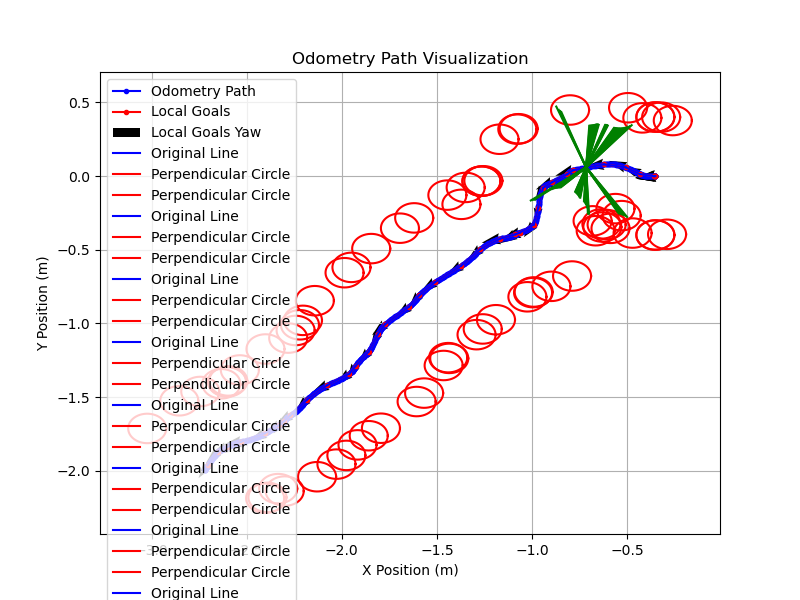 Odometry Path Visualization
Odometry Path
Local Goals
Local Goals Yaw
Original Line
Perpendicular Circle
Perpendicular Circle
Original Line
Perpendicular Circle
Perpendicular Circle
Original Line
Perpendicular Circle
Perpendicular Circle
Original Line
Perpendicular Circle
Perpendicular Circle
Original Line
Perpendicular Circle
Perpendicular Circle
Original Line
Perpendicular Circle
Perpendicular Circle
Original Line
Perpendicular Circle
Perpendicular Circle
Original Line
0.5
0.0
−0.5
−1.0
−1.5
−2.0
Y Position (m)
−2.0
−1.5
−1.0
−0.5
X Position (m)